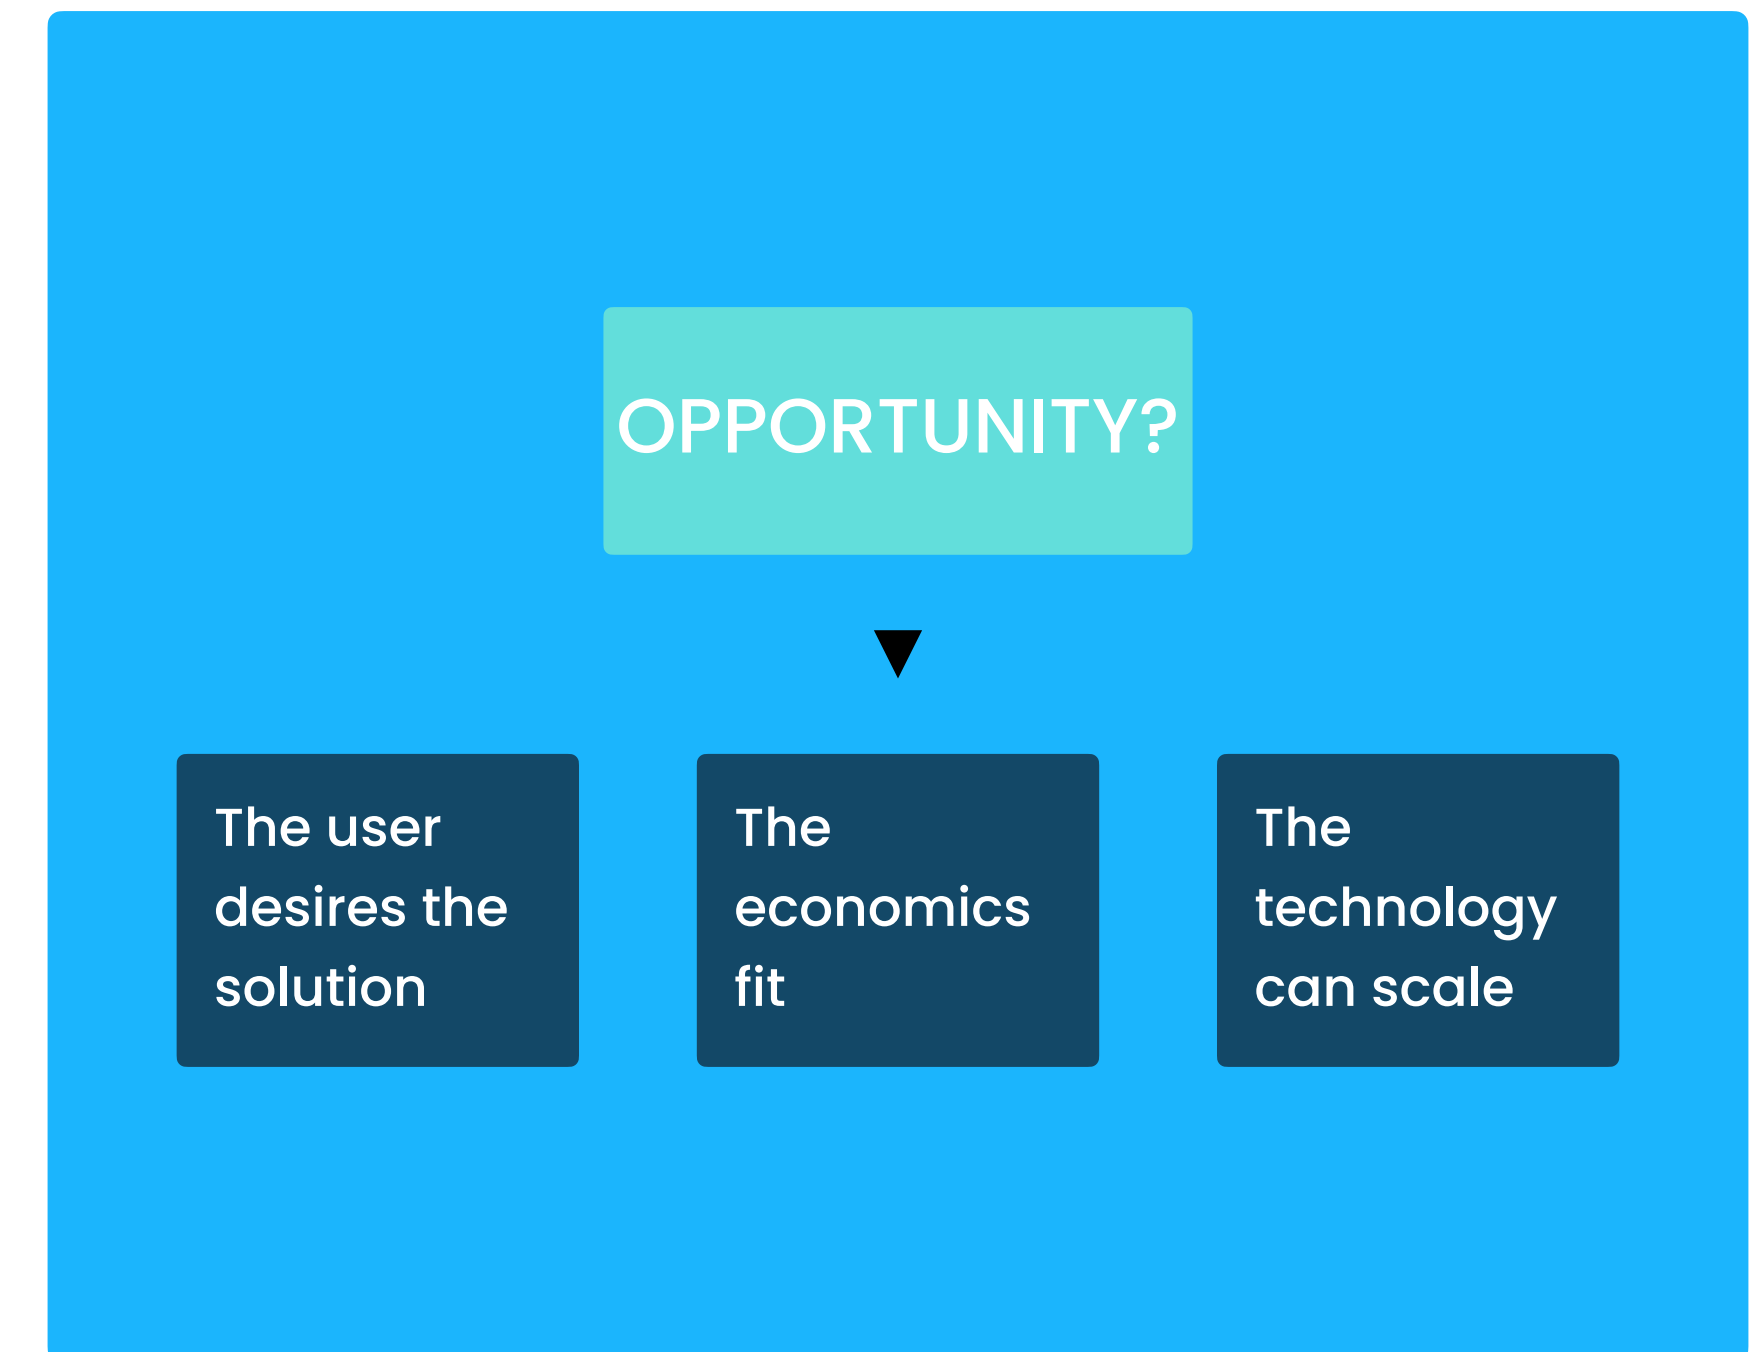 OPPORTUNITY?
The user
desires the
solution
The
economics
fit
The
technology
can scale